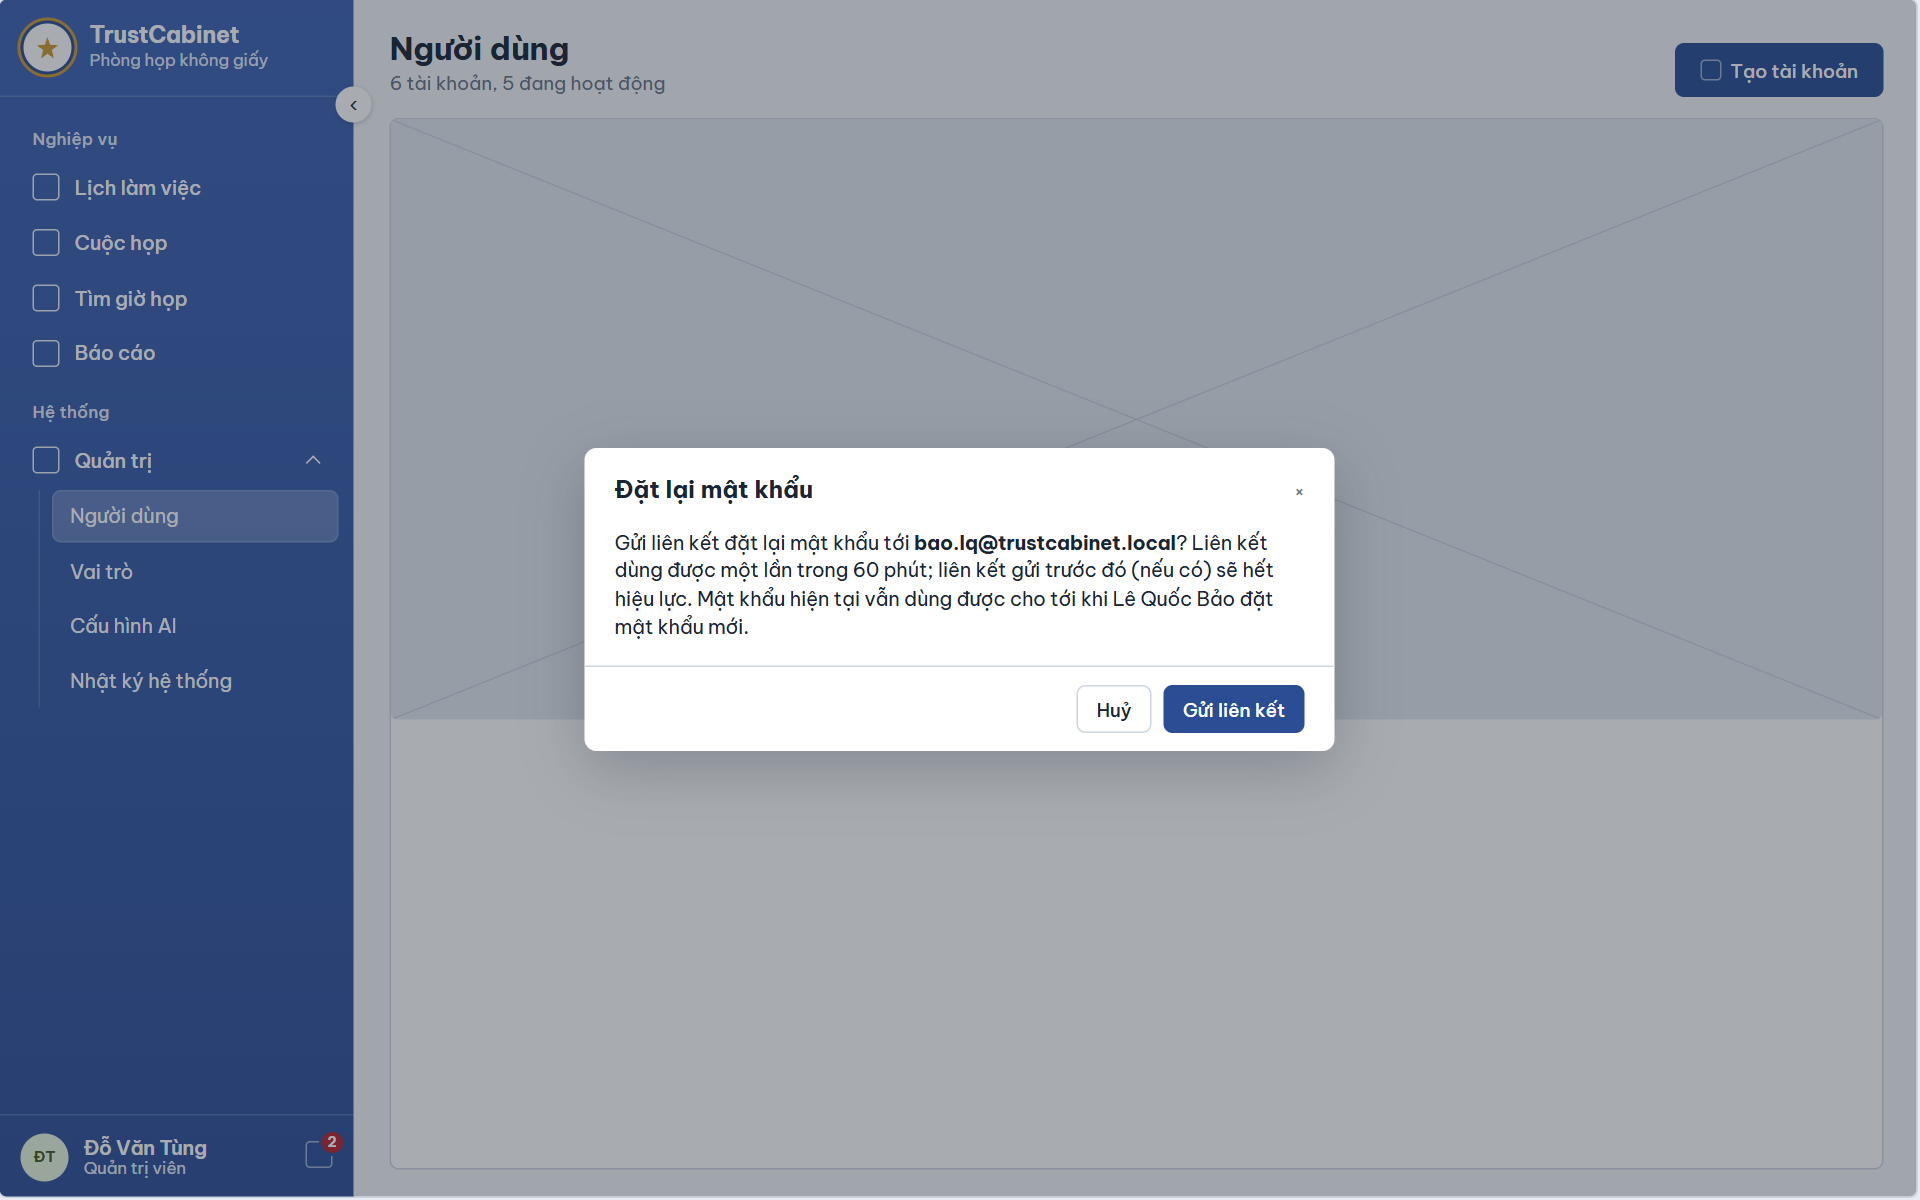 TrustCabinet
Phòng họp không giấy
Nghiệp vụ
Lịch làm việc
Cuộc họp
Tìm giờ họp
Báo cáo
Hệ thống
Quản trị
Người dùng
Vai trò
Cấu hình AI
Nhật ký hệ thống
ĐT
Đỗ Văn Tùng
Quản trị viên
2
Người dùng
6 tài khoản, 5 đang hoạt động
Tạo tài khoản
Đặt lại mật khẩu
Gửi liên kết đặt lại mật khẩu tới bao.lq@trustcabinet.local? Liên kết
dùng được một lần trong 60 phút; liên kết gửi trước đó (nếu có) sẽ hết
hiệu lực. Mật khẩu hiện tại vẫn dùng được cho tới khi Lê Quốc Bảo đặt
mật khẩu mới.
Huỷ
Gửi liên kết